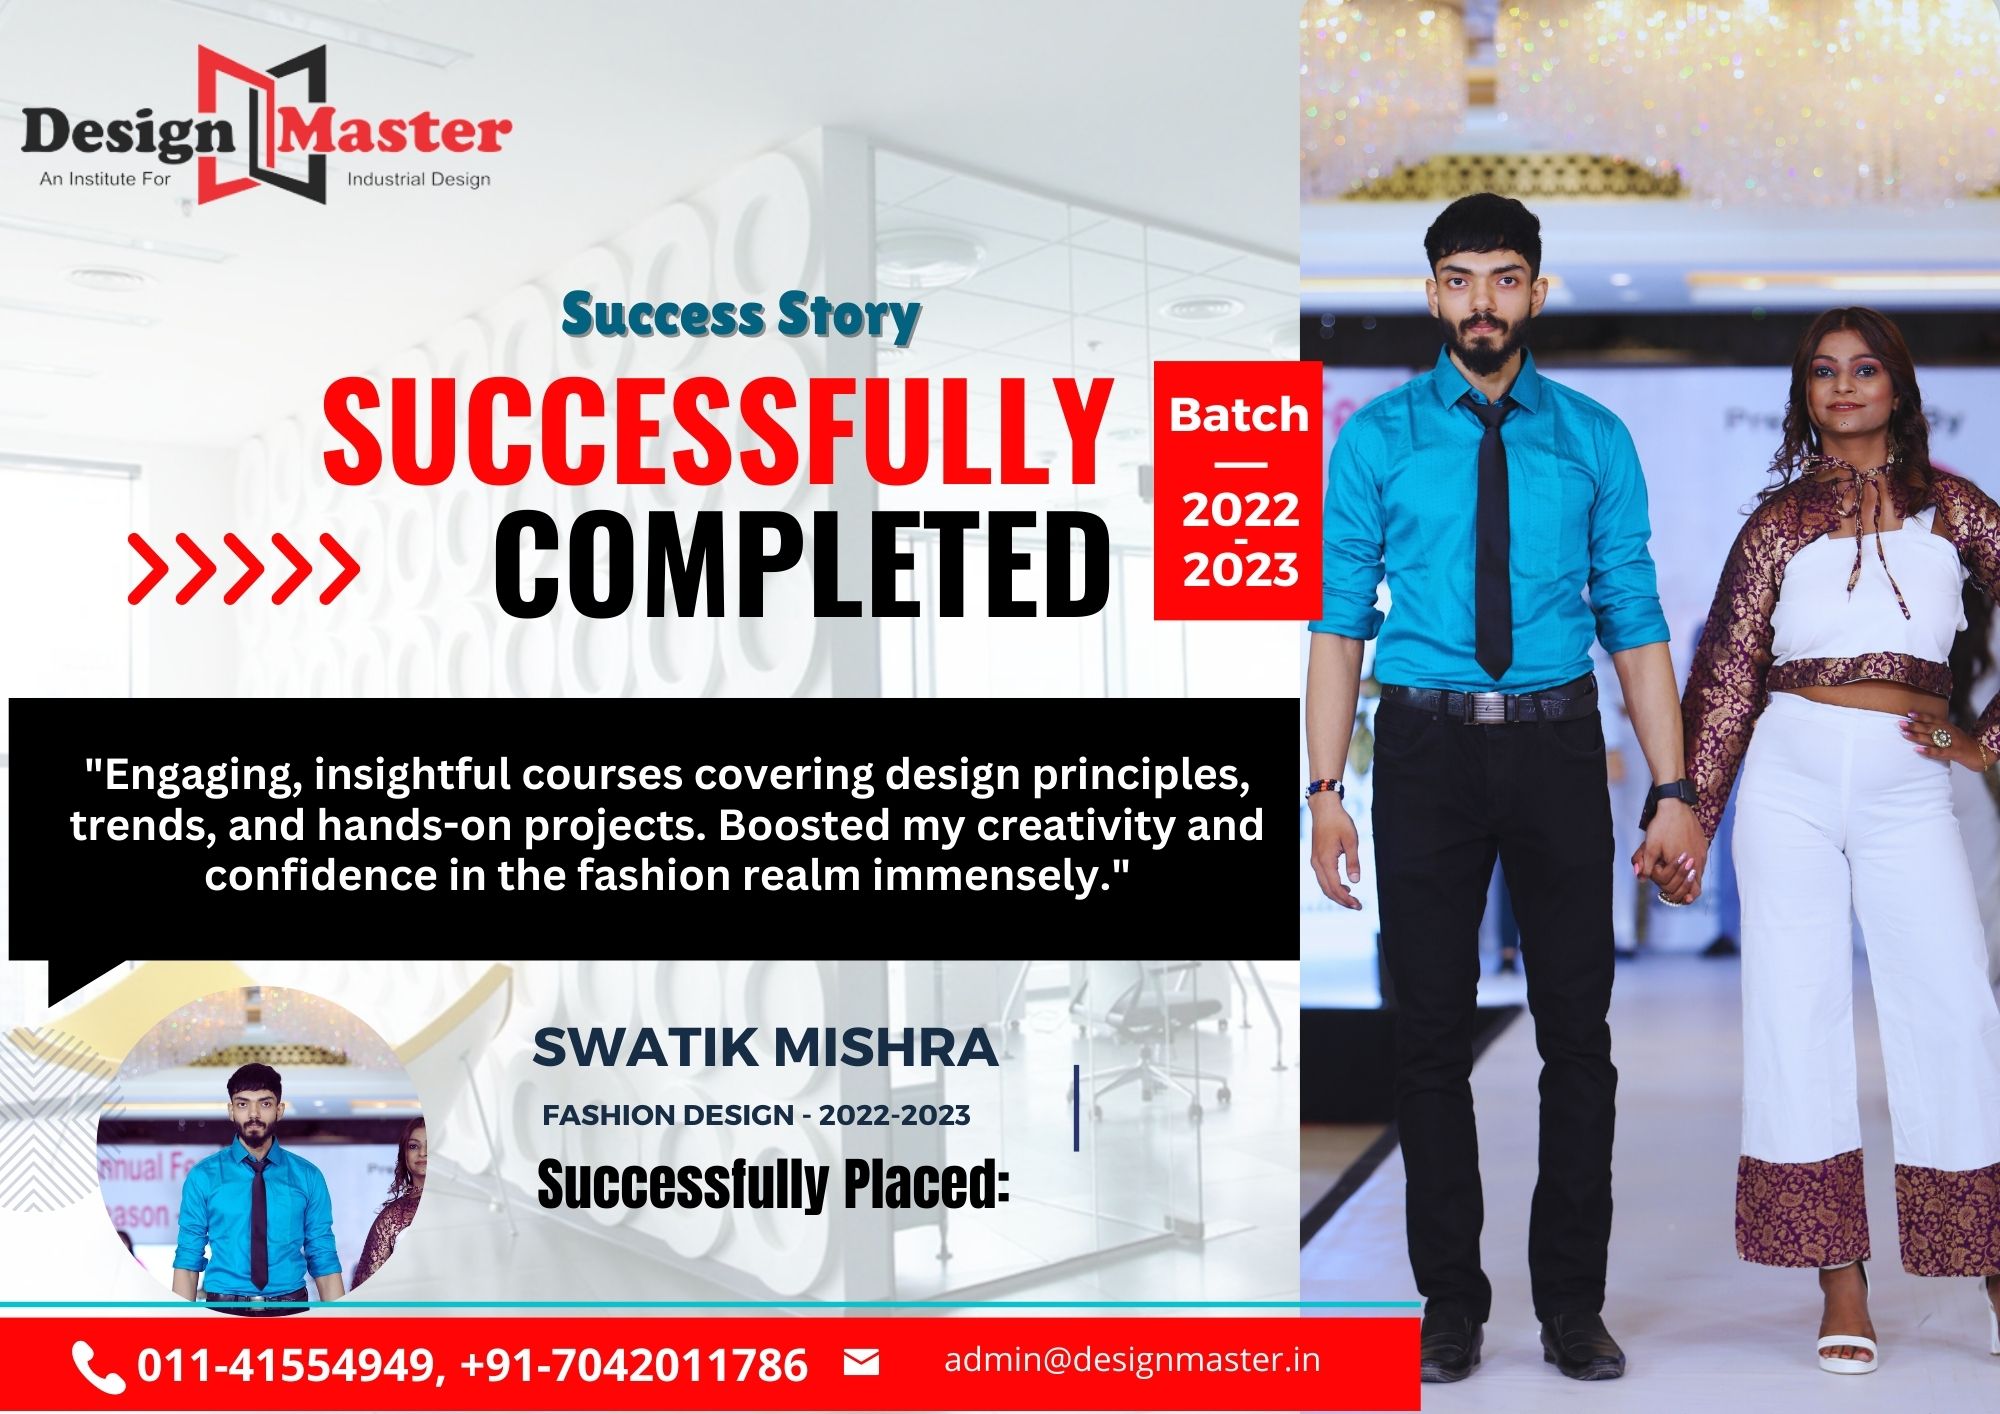 Design Master
An Institute For Industrial Design
Success Story
SUCCESSFULLY
COMPLETED
Batch
2022
-
2023
"Engaging, insightful courses covering design principles,
trends, and hands-on projects. Boosted my creativity and
confidence in the fashion realm immensely."
SWATIK MISHRA
FASHION DESIGN - 2022-2023
Successfully Placed:
011-41554949, +91-7042011786
admin@designmaster.in